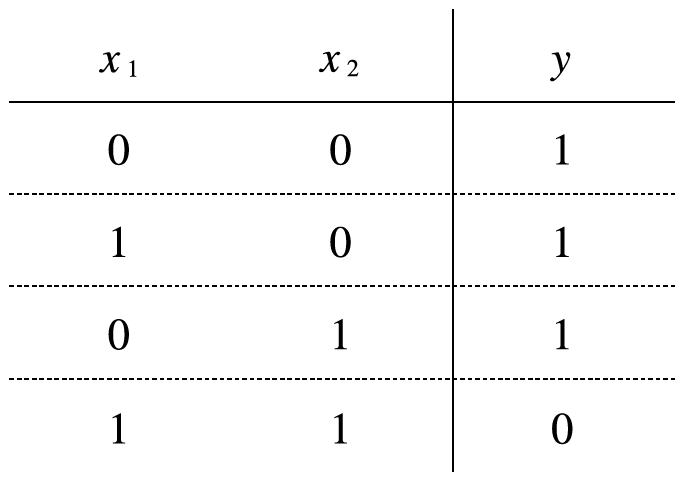 x₁ x₂ y
0 0 1
1 0 1
0 1 1
1 1 0